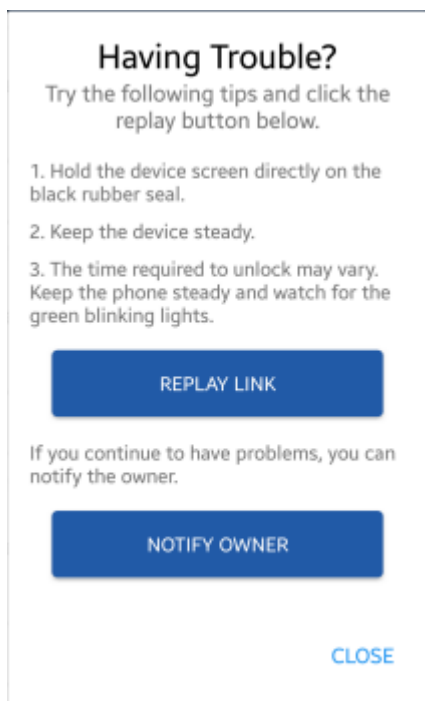 Having Trouble?
Try the following tips and click the
replay button below.
1. Hold the device screen directly on the
black rubber seal.
2. Keep the device steady.
3. The time required to unlock may vary.
Keep the phone steady and watch for the
green blinking lights.
REPLAY LINK
If you continue to have problems, you can
notify the owner.
NOTIFY OWNER
CLOSE